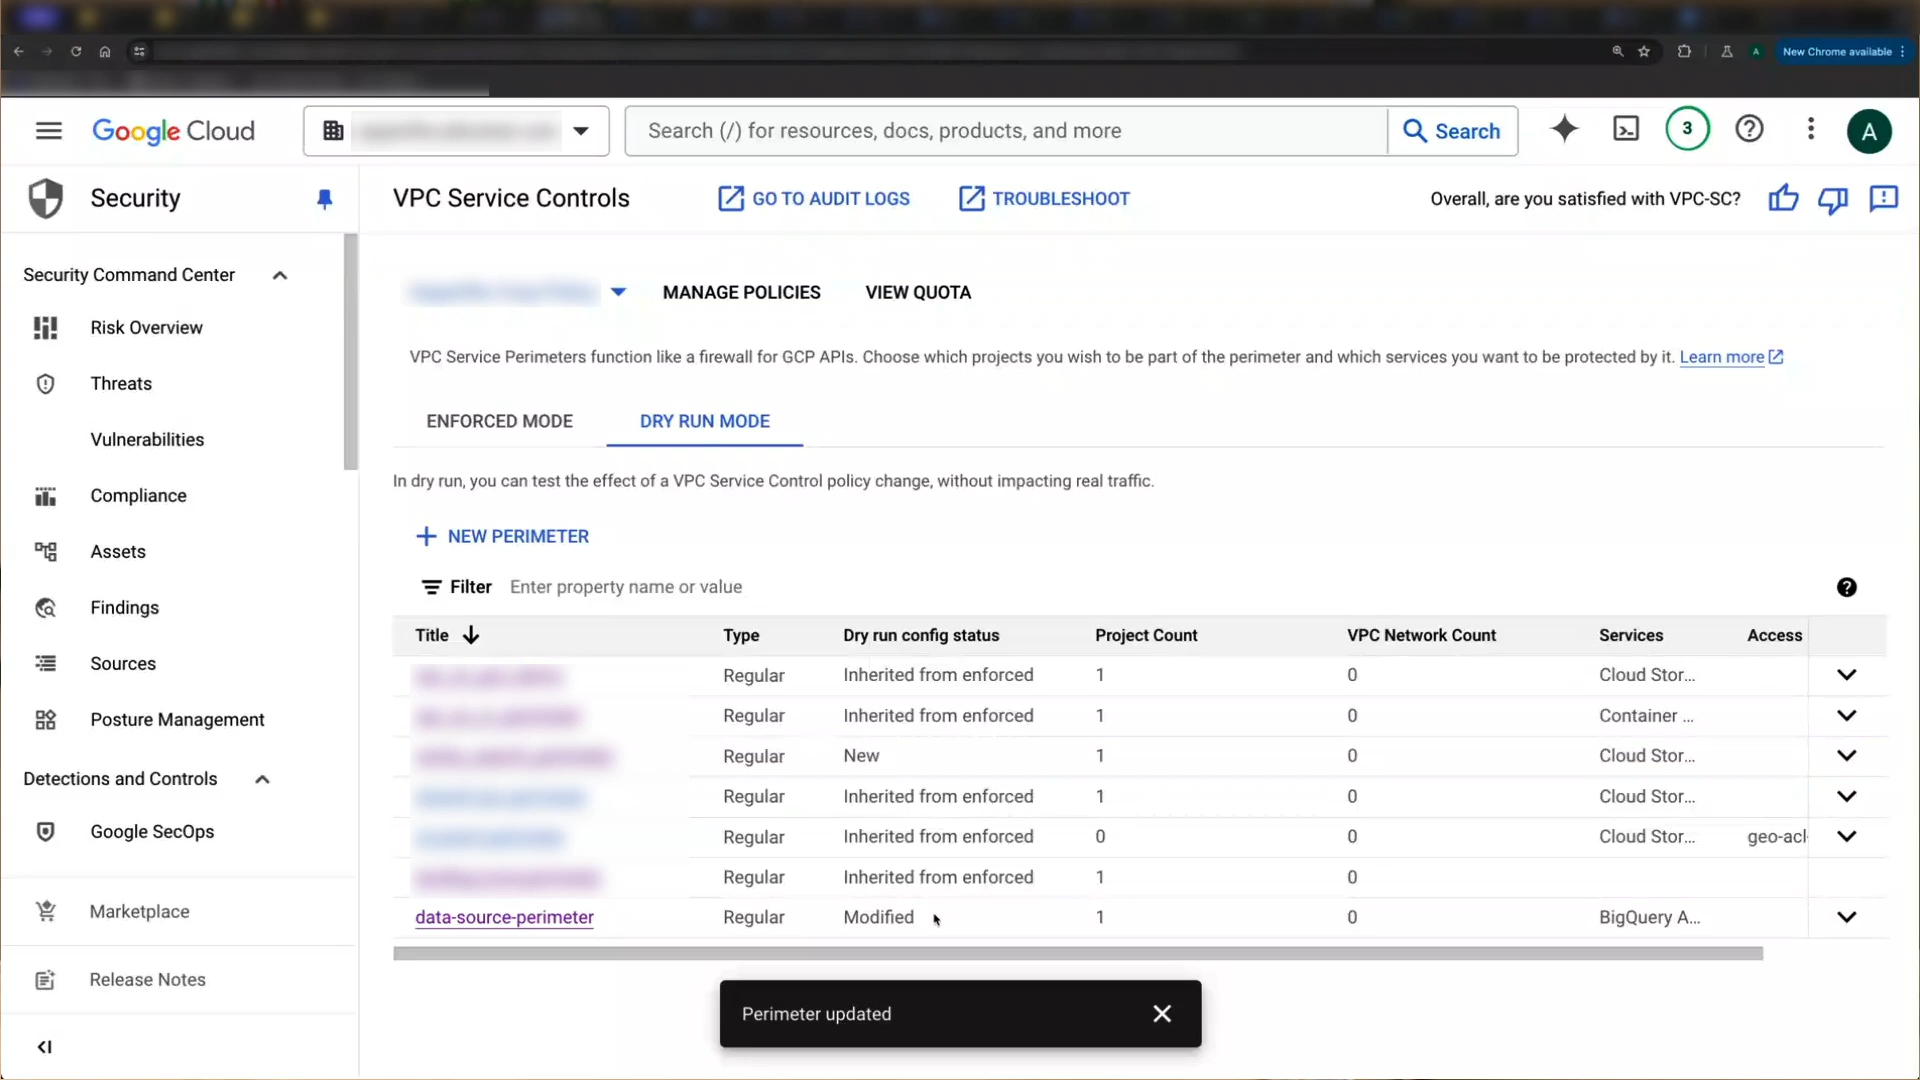 New Chrome available
Google Cloud
Search (/) for resources, docs, products, and more
Search
3
A
Security
VPC Service Controls
GO TO AUDIT LOGS
TROUBLESHOOT
Overall, are you satisfied with VPC-SC?
Security Command Center
Risk Overview
Threats
Vulnerabilities
Compliance
Assets
Findings
Sources
Posture Management
Detections and Controls
Google SecOps
Marketplace
Release Notes
MANAGE POLICIES
VIEW QUOTA
VPC Service Perimeters function like a firewall for GCP APIs. Choose which projects you wish to be part of the perimeter and which services you want to be protected by it. Learn more
ENFORCED MODE
DRY RUN MODE
In dry run, you can test the effect of a VPC Service Control policy change, without impacting real traffic.
NEW PERIMETER
Filter Enter property name or value
Title Type Dry run config status Project Count VPC Network Count Services Access
Regular Inherited from enforced 1 0 Cloud Stor...
Regular Inherited from enforced 1 0 Container ...
Regular New 1 0 Cloud Stor...
Regular Inherited from enforced 1 0 Cloud Stor...
Regular Inherited from enforced 0 0 Cloud Stor... geo-acl-
Regular Inherited from enforced 1 0
data-source-perimeter Regular Modified 1 0 BigQuery A...
Perimeter updated